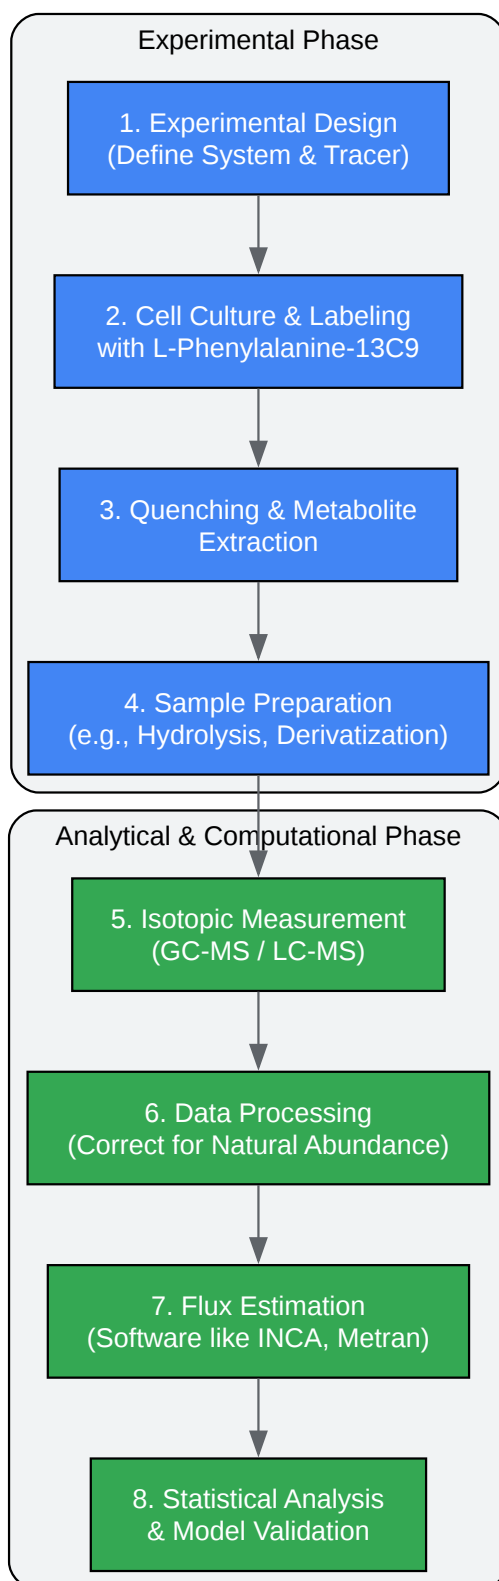 Experimental Phase
1. Experimental Design
(Define System & Tracer)
2. Cell Culture & Labeling
with L-Phenylalanine-13C9
3. Quenching & Metabolite
Extraction
4. Sample Preparation
(e.g., Hydrolysis, Derivatization)
Analytical & Computational Phase
5. Isotopic Measurement
(GC-MS / LC-MS)
6. Data Processing
(Correct for Natural Abundance)
7. Flux Estimation
(Software like INCA, Metran)
8. Statistical Analysis
& Model Validation